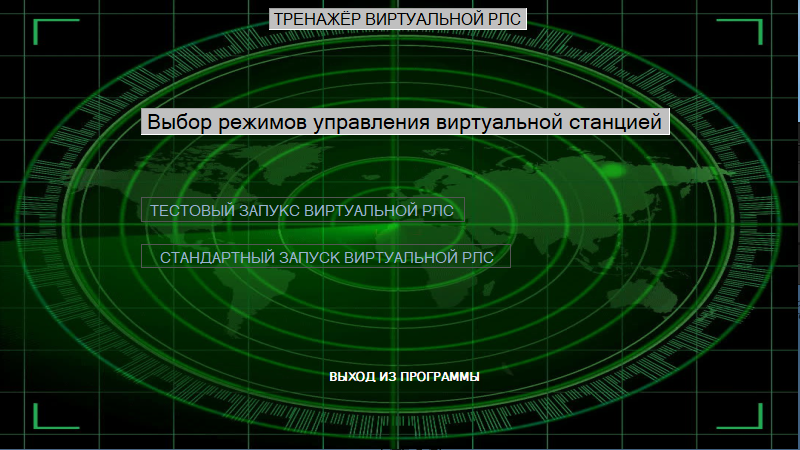 ТРЕНАЖЁР ВИРТУАЛЬНОЙ РЛС
Выбор режимов управления виртуальной станцией
ТЕСТОВЫЙ ЗАПУКС ВИРТУАЛЬНОЙ РЛС
СТАНДАРТНЫЙ ЗАПУСК ВИРТУАЛЬНОЙ РЛС
ВЫХОД ИЗ ПРОГРАММЫ